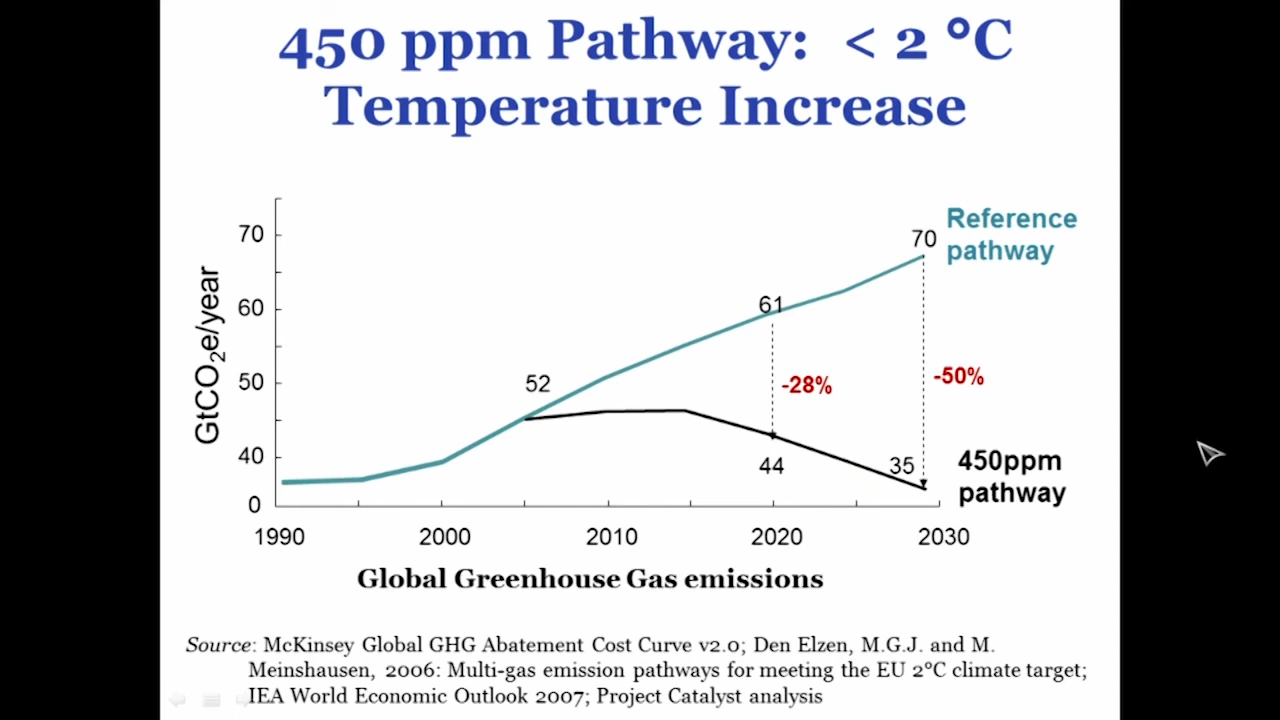 450 ppm Pathway: < 2 °C
Temperature Increase
Reference
pathway
70
70
GtCO₂e/year
60
61
50
52
-28%
-50%
40
44
35
450ppm
pathway
0
1990 2000 2010 2020 2030
Global Greenhouse Gas emissions
Source: McKinsey Global GHG Abatement Cost Curve v2.0; Den Elzen, M.G.J. and M.
Meinshausen, 2006: Multi-gas emission pathways for meeting the EU 2°C climate target;
IEA World Economic Outlook 2007; Project Catalyst analysis